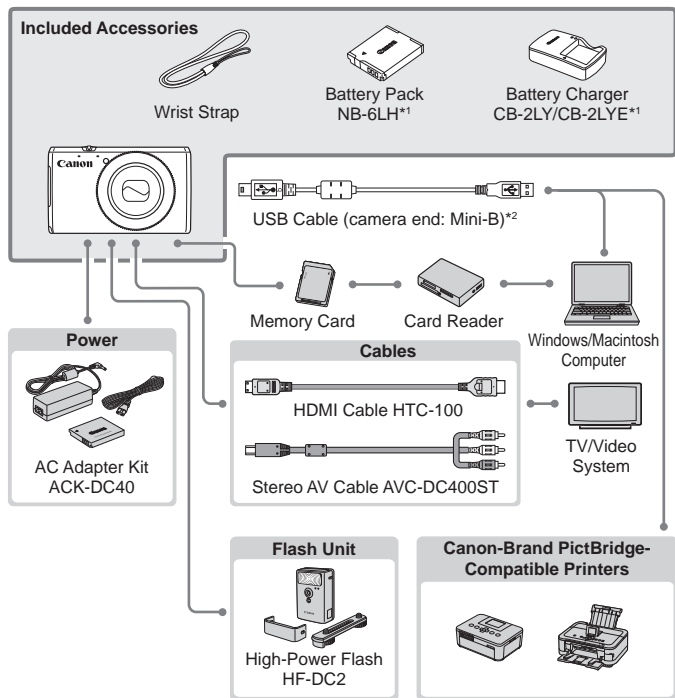 Included Accessories
Wrist Strap
Battery Pack
NB-6LH*1
Battery Charger
CB-2LY/CB-2LYE*1
Canon
USB Cable (camera end: Mini-B)*2
Memory Card
Card Reader
Windows/Macintosh
Computer
Power
AC Adapter Kit
ACK-DC40
Cables
HDMI Cable HTC-100
Stereo AV Cable AVC-DC400ST
TV/Video
System
Flash Unit
High-Power Flash
HF-DC2
Canon-Brand PictBridge-
Compatible Printers